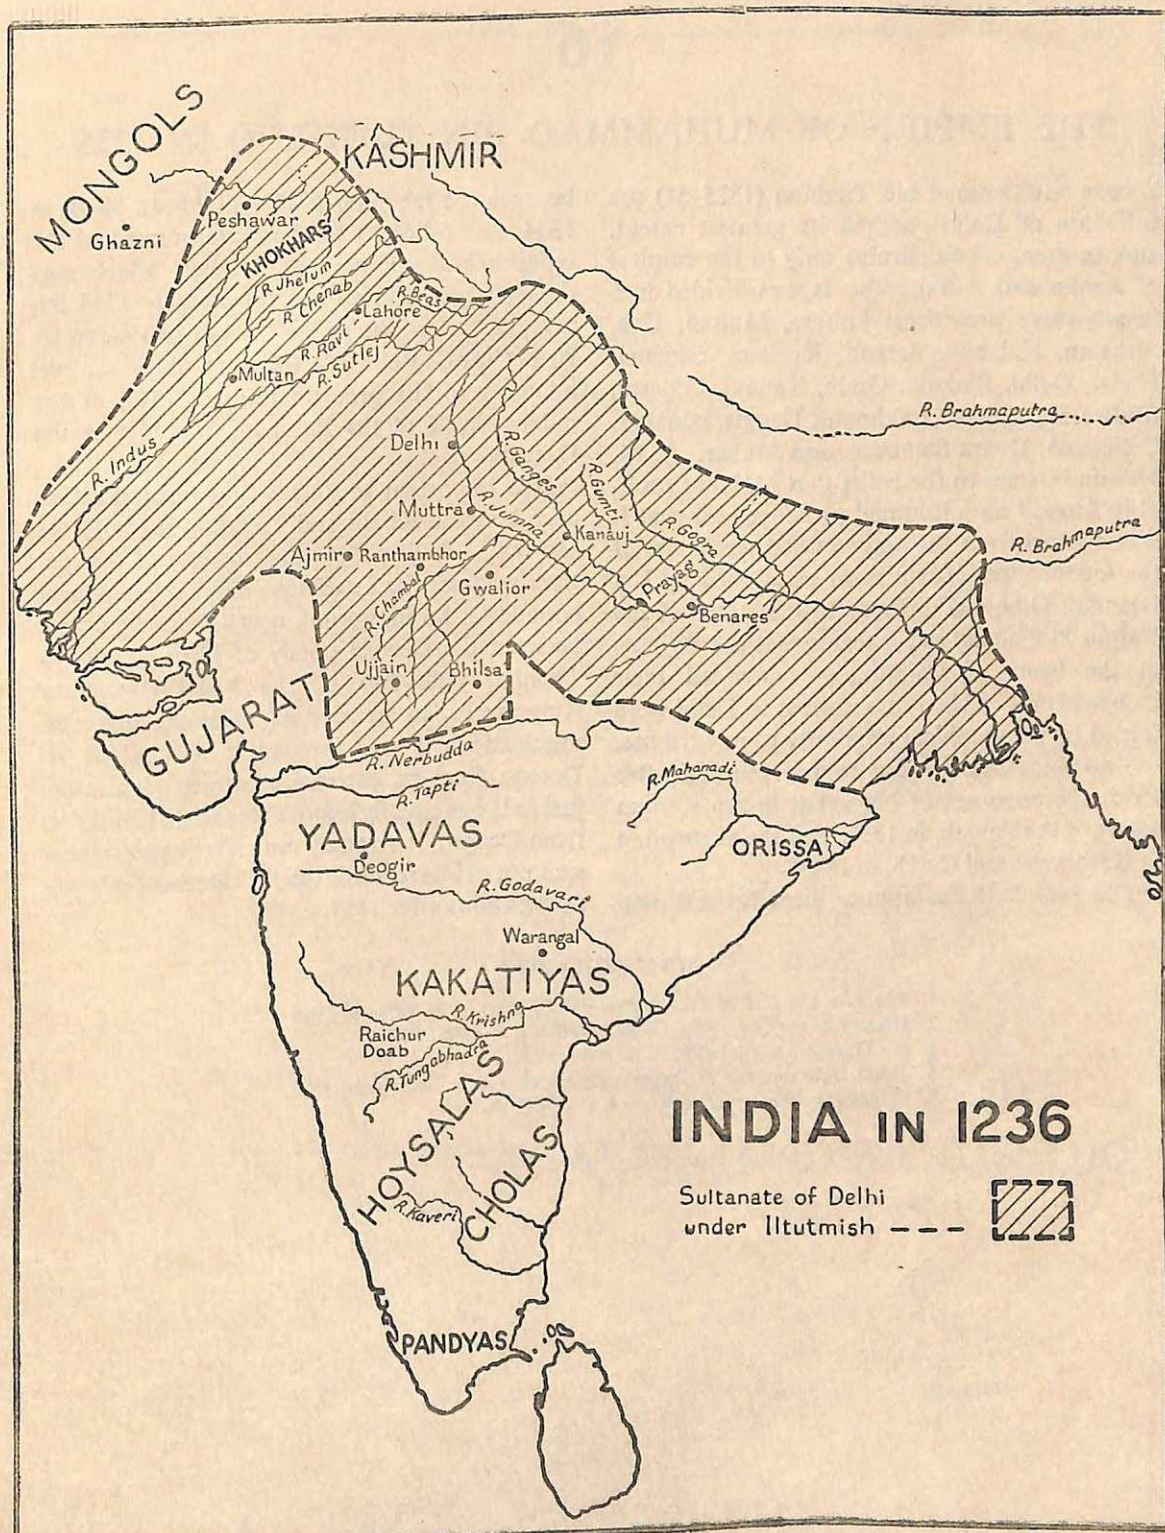 MONGOLS
KASHMIR
Ghazni
Peshawar
KHOKHARS
R. Jhelum
R Chenab
R. Beas
Lahore
R. Ravi
Multan
R. Sutlej
R. Indus
R. Brahmaputra
Delhi
R. Ganges
R. Gumti
Muttra
R. Jumna
Kanauj
R. Gogra
R. Brahmaputra
Ajmir
Ranthambhor
Gwalior
Prayag
Benares
R. Chambal
Ujjain
Bhilsa
GUJARAT
R. Nerbudda
R. Tapti
R. Mahanadi
YADAVAS
ORISSA
Deogir
R. Godavari
Warangal
KAKATIYAS
R. Krishna
Raichur
Doab
R. Tungabhadra
HOYSALAS
CHOLAS
R. Kaveri
PANDYAS
INDIA IN 1236
Sultanate of Delhi
under Iltutmish